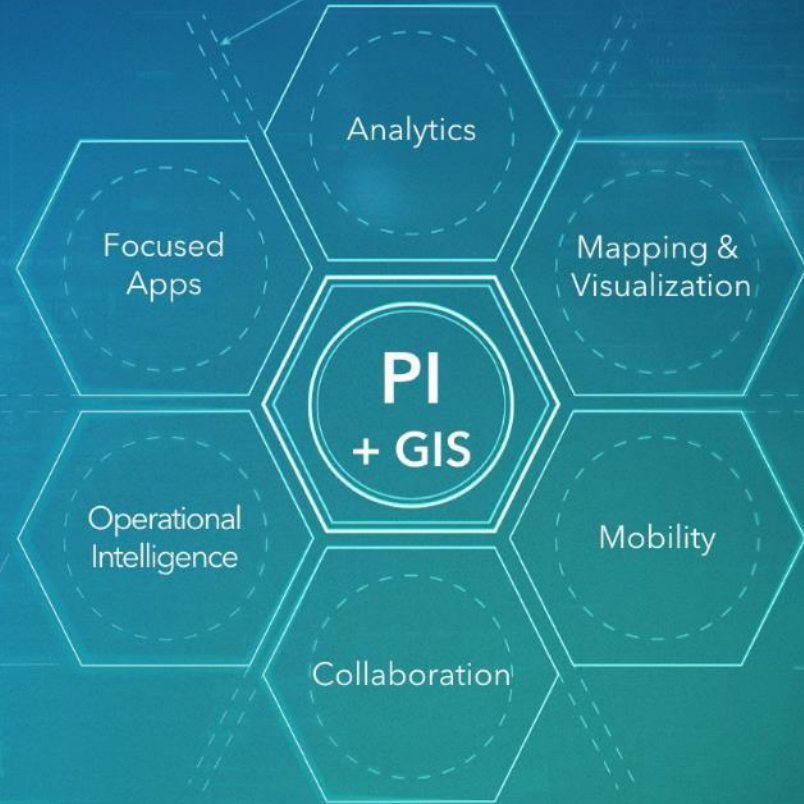 Analytics
Focused
Apps
Mapping &
Visualization
PI
+ GIS
Operational
Intelligence
Mobility
Collaboration